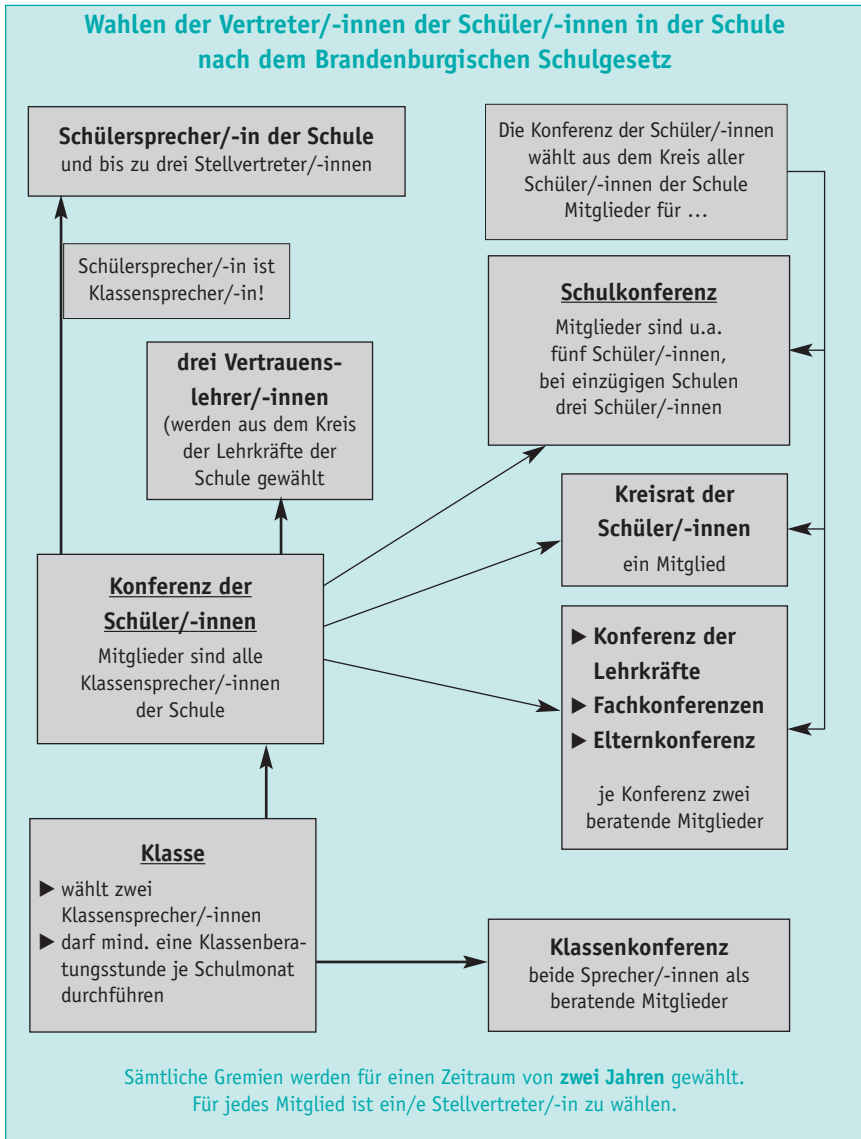 Wahlen der Vertreter/-innen der Schüler/-innen in der Schule
nach dem Brandenburgischen Schulgesetz
Schülersprecher/-in der Schule
und bis zu drei Stellvertreter/-innen
Die Konferenz der Schüler/-innen
wählt aus dem Kreis aller
Schüler/-innen der Schule
Mitglieder für ...
Schülersprecher/-in ist
Klassensprecher/-in!
Schulkonferenz
Mitglieder sind u.a.
fünf Schüler/-innen,
bei einzügigen Schulen
drei Schüler/-innen
drei Vertrauens-
lehrer/-innen
(werden aus dem Kreis
der Lehrkräfte der
Schule gewählt
Kreisrat der
Schüler/-innen
ein Mitglied
Konferenz der
Schüler/-innen
Mitglieder sind alle
Klassensprecher/-innen
der Schule
▶ Konferenz der
Lehrkräfte
▶ Fachkonferenzen
▶ Elternkonferenz
je Konferenz zwei
beratende Mitglieder
Klasse
▶ wählt zwei
Klassensprecher/-innen
▶ darf mind. eine Klassenbera-
tungsstunde je Schulmonat
durchführen
Klassenkonferenz
beide Sprecher/-innen als
beratende Mitglieder
Sämtliche Gremien werden für einen Zeitraum von zwei Jahren gewählt.
Für jedes Mitglied ist ein/e Stellvertreter/-in zu wählen.